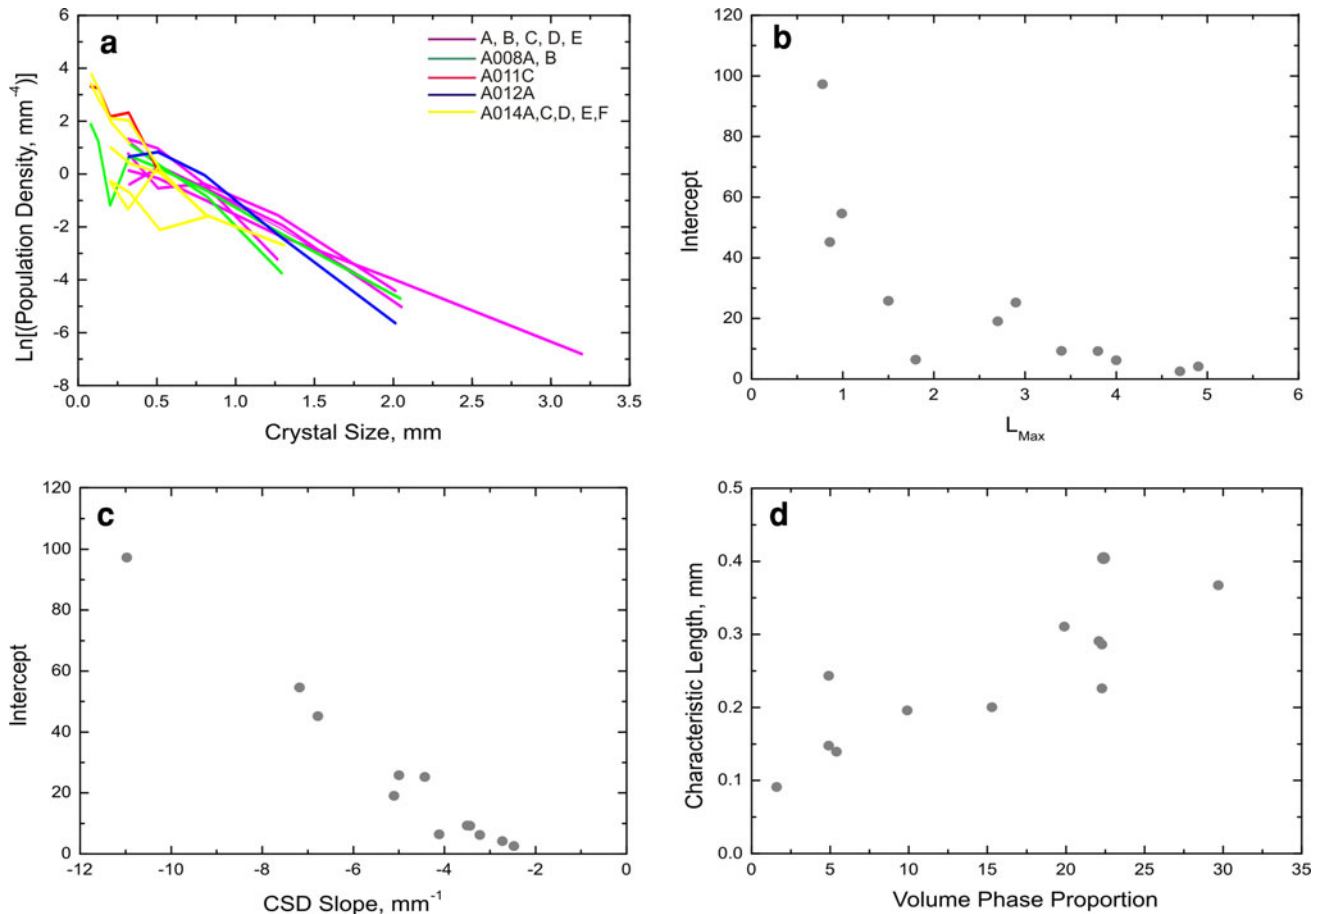 a
A, B, C, D, E
A008A, B
A011C
A012A
A014A,C,D, E,F
6
4
2
0
-2
-4
-6
-8
Ln[(Population Density, mm-4)]
0.0 0.5 1.0 1.5 2.0 2.5 3.0 3.5
Crystal Size, mm
b
120
100
80
60
40
20
0
Intercept
0 1 2 3 4 5 6
LMax
c
120
100
80
60
40
20
0
Intercept
-12 -10 -8 -6 -4 -2 0
CSD Slope, mm-1
d
0.5
0.4
0.3
0.2
0.1
0.0
Characteristic Length, mm
0 5 10 15 20 25 30 35
Volume Phase Proportion